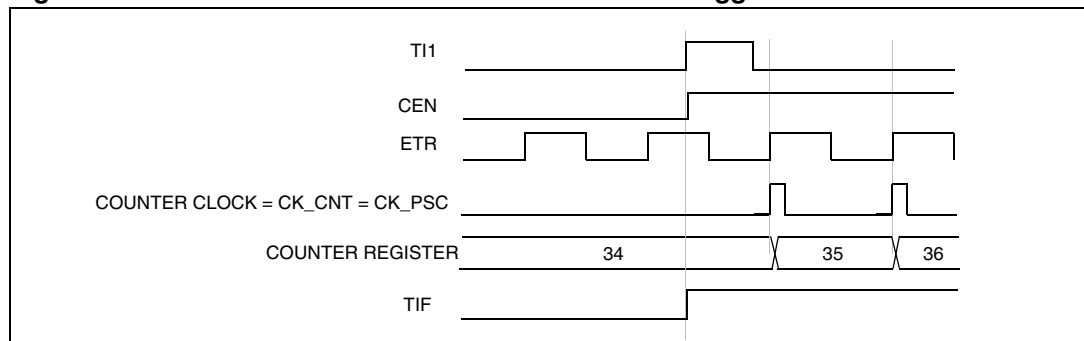 TI1
CEN
ETR
COUNTER CLOCK = CK_CNT = CK_PSC
COUNTER REGISTER
34
35
36
TIF